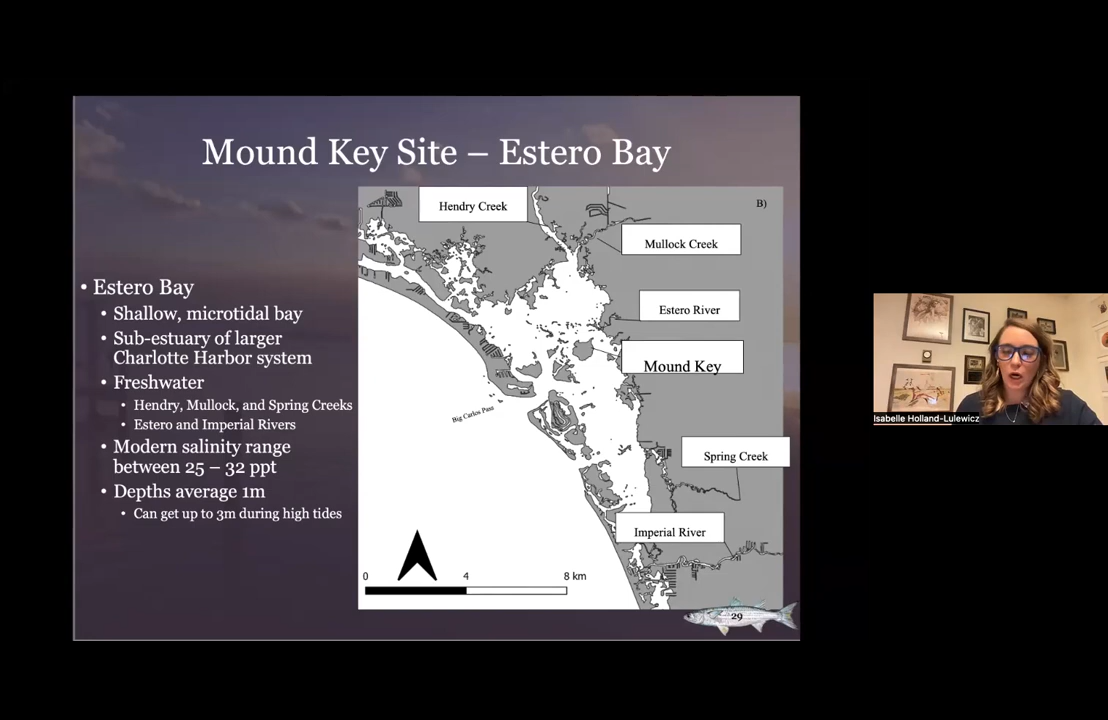 Mound Key Site – Estero Bay
• Estero Bay
• Shallow, microtidal bay
• Sub-estuary of larger
Charlotte Harbor system
• Freshwater
• Hendry, Mullock, and Spring Creeks
• Estero and Imperial Rivers
• Modern salinity range
between 25 – 32 ppt
• Depths average 1m
• Can get up to 3m during high tides
Hendry Creek
B)
Mullock Creek
Estero River
Mound Key
Big Carlos Pass
Spring Creek
Imperial River
0 4 8 km
29
Isabelle Holland-Lulewicz